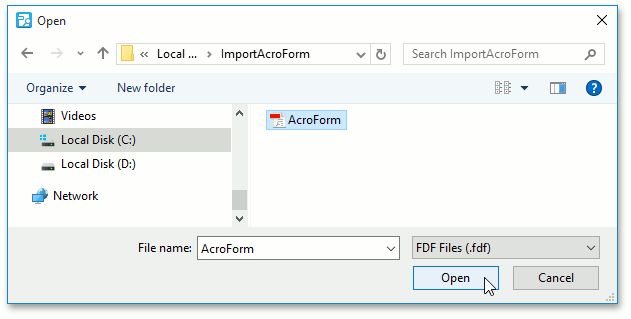 Open
« Local ... > ImportAcroForm
Search ImportAcroForm
Organize
New folder
?
Videos
Local Disk (C:)
Local Disk (D:)
Network
AcroForm
File name: AcroForm
FDF Files (.fdf)
Open
Cancel